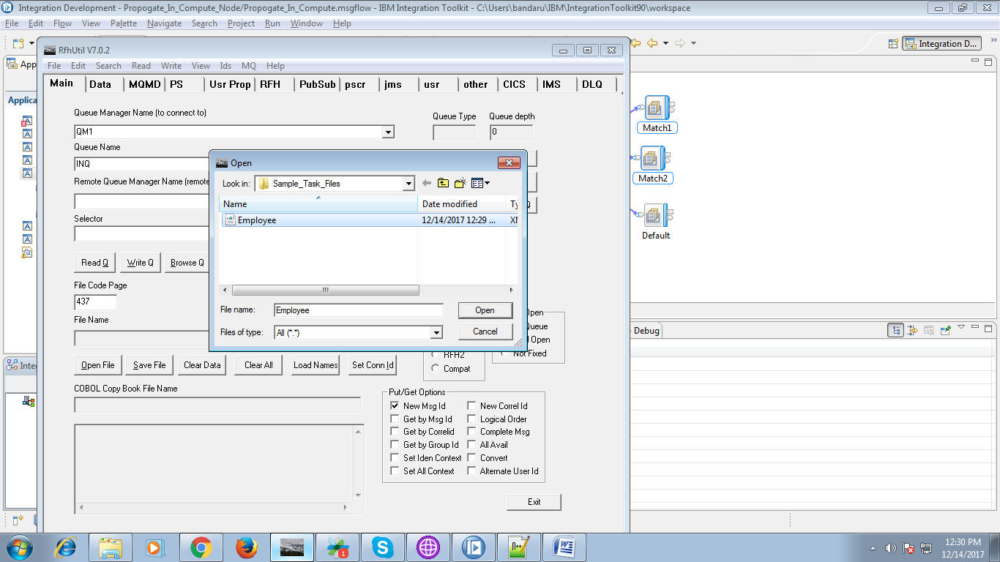 Integration Development - Propogate_In_Compute_Node/Propogate_In_Compute.msgflow - IBM Integration Toolkit - C:\Users\bandaru\IBM\IntegrationToolkit90\workspace
File Edit Flow View Palette Navigate Search Project Run Window Help
Integration D...
RfhUtil V7.0.2
File Edit Search Read Write View Ids MQ Help
Main Data MQMD PS Usr Prop RFH PubSub pscr jms usr other CICS IMS DLQ
Queue Manager Name (to connect to)
Queue Type Queue depth
QM1
0
Queue Name
INQ
Remote Queue Manager Name (remote
Selector
Read Q Write Q Browse Q
File Code Page
437
File Name
Open File Save File Clear Data Clear All Load Names Set Conn Id
COBOL Copy Book File Name
Open
Look in: Sample_Task_Files
Name Date modified Ty
Employee 12/14/2017 12:29 ... XM
File name: Employee Open
Files of type: All (*.*) Cancel
Open
Queue
Open
Not Fixed
RFH2
Compat
Put/Get Options
New Msg Id New Correl Id
Get by Msg Id Logical Order
Get by Correlid Complete Msg
Get by Group Id All Avail
Set Iden Context Convert
Set All Context Alternate User Id
Exit
Match1
Match2
Default
Debug
App
Applica
Integ
1
12:30 PM
12/14/2017